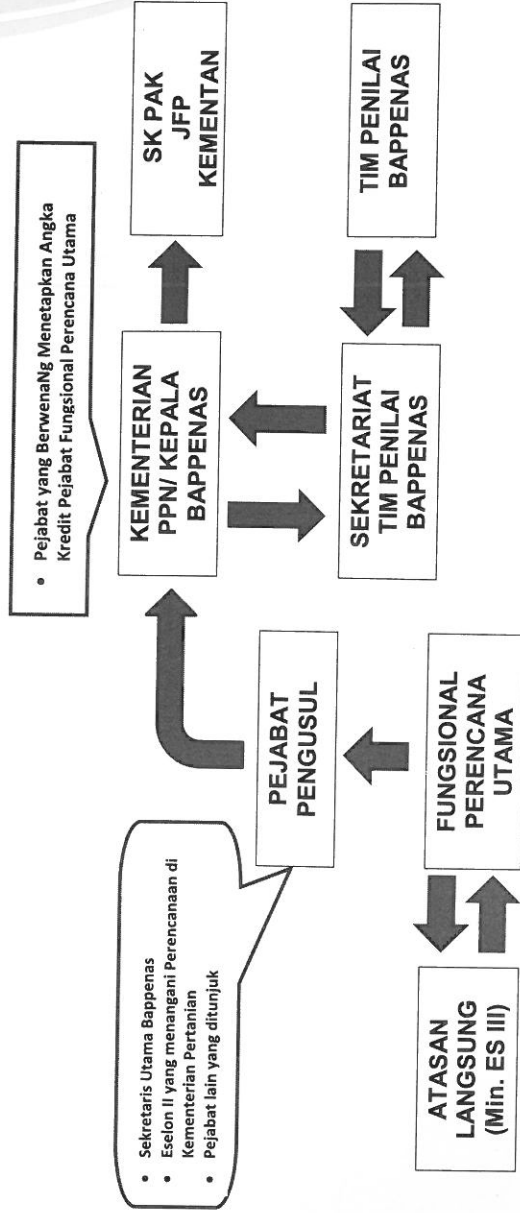 • Pejabat yang BerwenaNg Menetapkan Angka
Kredit Pejabat Fungsional Perencana Utama
• Sekretaris Utama Bappenas
• Eselon II yang menangani Perencanaan di
Kementerian Pertanian
• Pejabat lain yang ditunjuk
KEMENTERIAN
PPN/ KEPALA
BAPPENAS
SK PAK
JFP
KEMENTAN
PEJABAT
PENGUSUL
SEKRETARIAT
TIM PENILAI
BAPPENAS
TIM PENILAI
BAPPENAS
ATASAN
LANGSUNG
(Min. ES III)
FUNGSIONAL
PERENCANA
UTAMA